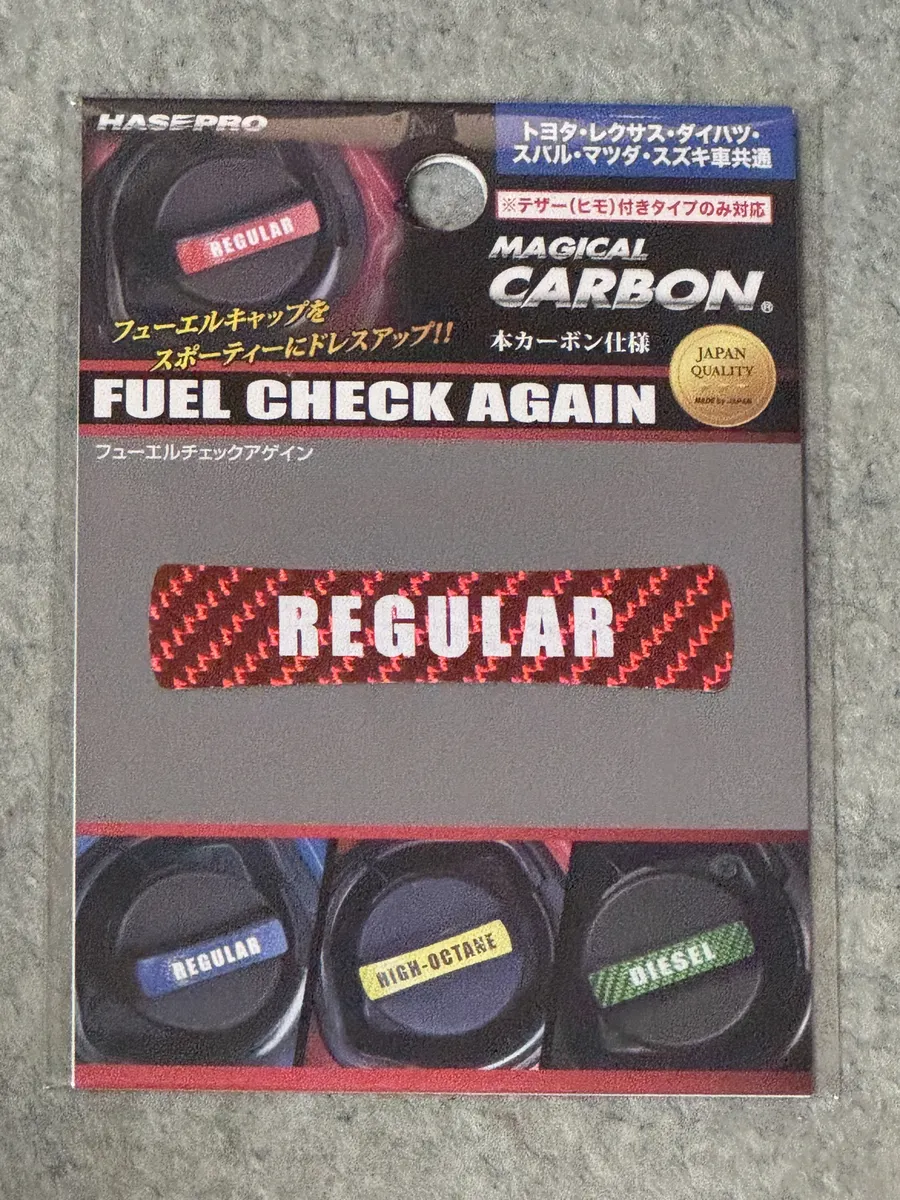 HASEPRO
トヨタ・レクサス・ダイハツ・
スバル・マツダ・スズキ車共通
※テザー(ヒモ)付きタイプのみ対応
REGULAR
MAGICAL
CARBON®
フューエルキャップを
スポーティーにドレスアップ!!
本カーボン仕様
JAPAN
QUALITY
MADE by JAPAN
FUEL CHECK AGAIN
フューエルチェックアゲイン
REGULAR
REGULAR
HIGH-OCTANE
DIESEL